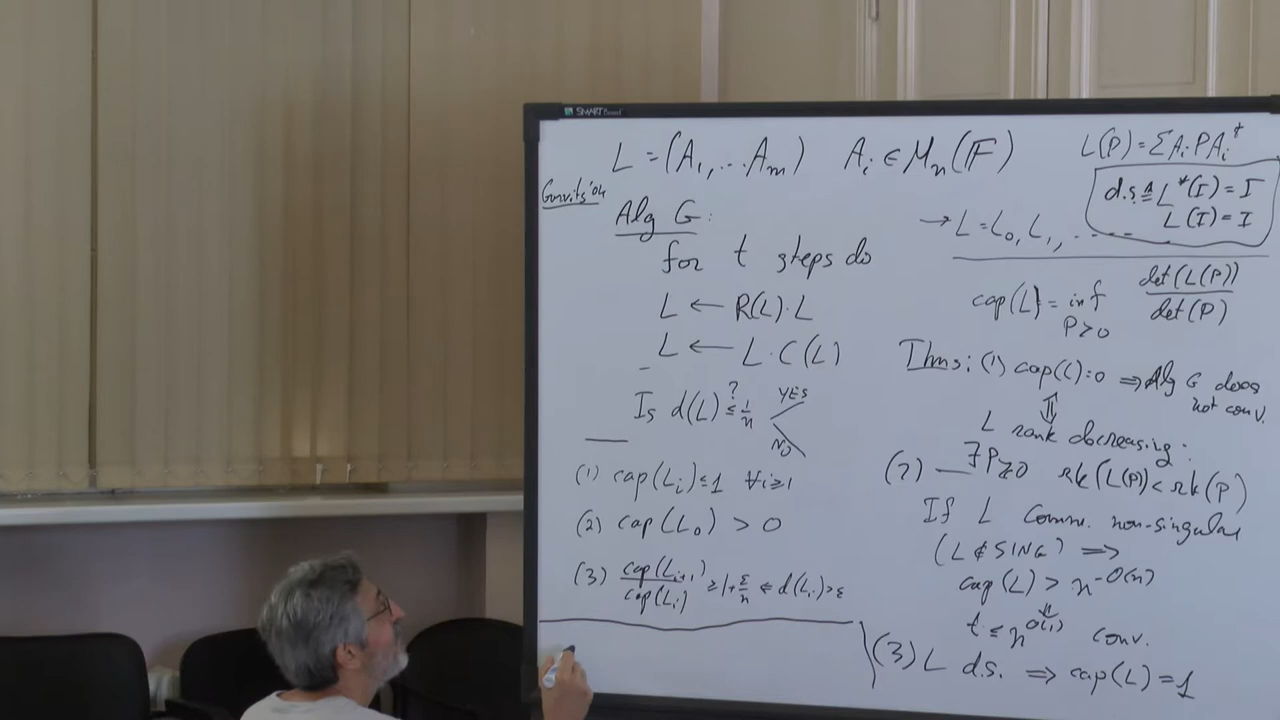 SMART Board
L = (A₁, ... Aₘ) Aᵢ ∈ Mₙ(𝔽)
L(P) = ΣAᵢPAᵢ*
d.s. ≜ L*(I) = I
L(I) = I
Gurvits '04
Alg G:
for t steps do
L ← R(L)·L
L ← L·C(L)
Is d(L) ≤? 1/n YES
NO
(1) cap(Lᵢ) ≤ 1 ∀i≥1
(2) cap(L₀) > 0
(3) cap(Lᵢ₊₁)/cap(Lᵢ) ≥ 1+ε/n ⇐ d(Lᵢ)>ε
→ L = L₀, L₁, ....
cap(L) = inf P>0 det(L(P))/det(P)
Thms: (1) cap(L)=0 ⇒ Alg G does
not conv.
⇕
L rank decreasing:
(2) — ∃P≥0 rk(L(P)) < rk(P)
If L Comm. non-singular
(L ∉ SING) ⇒
cap(L) > n^-O(n)
⇓
t ≤ n^O(1) conv.
(3) L d.s. ⇒ cap(L) = 1